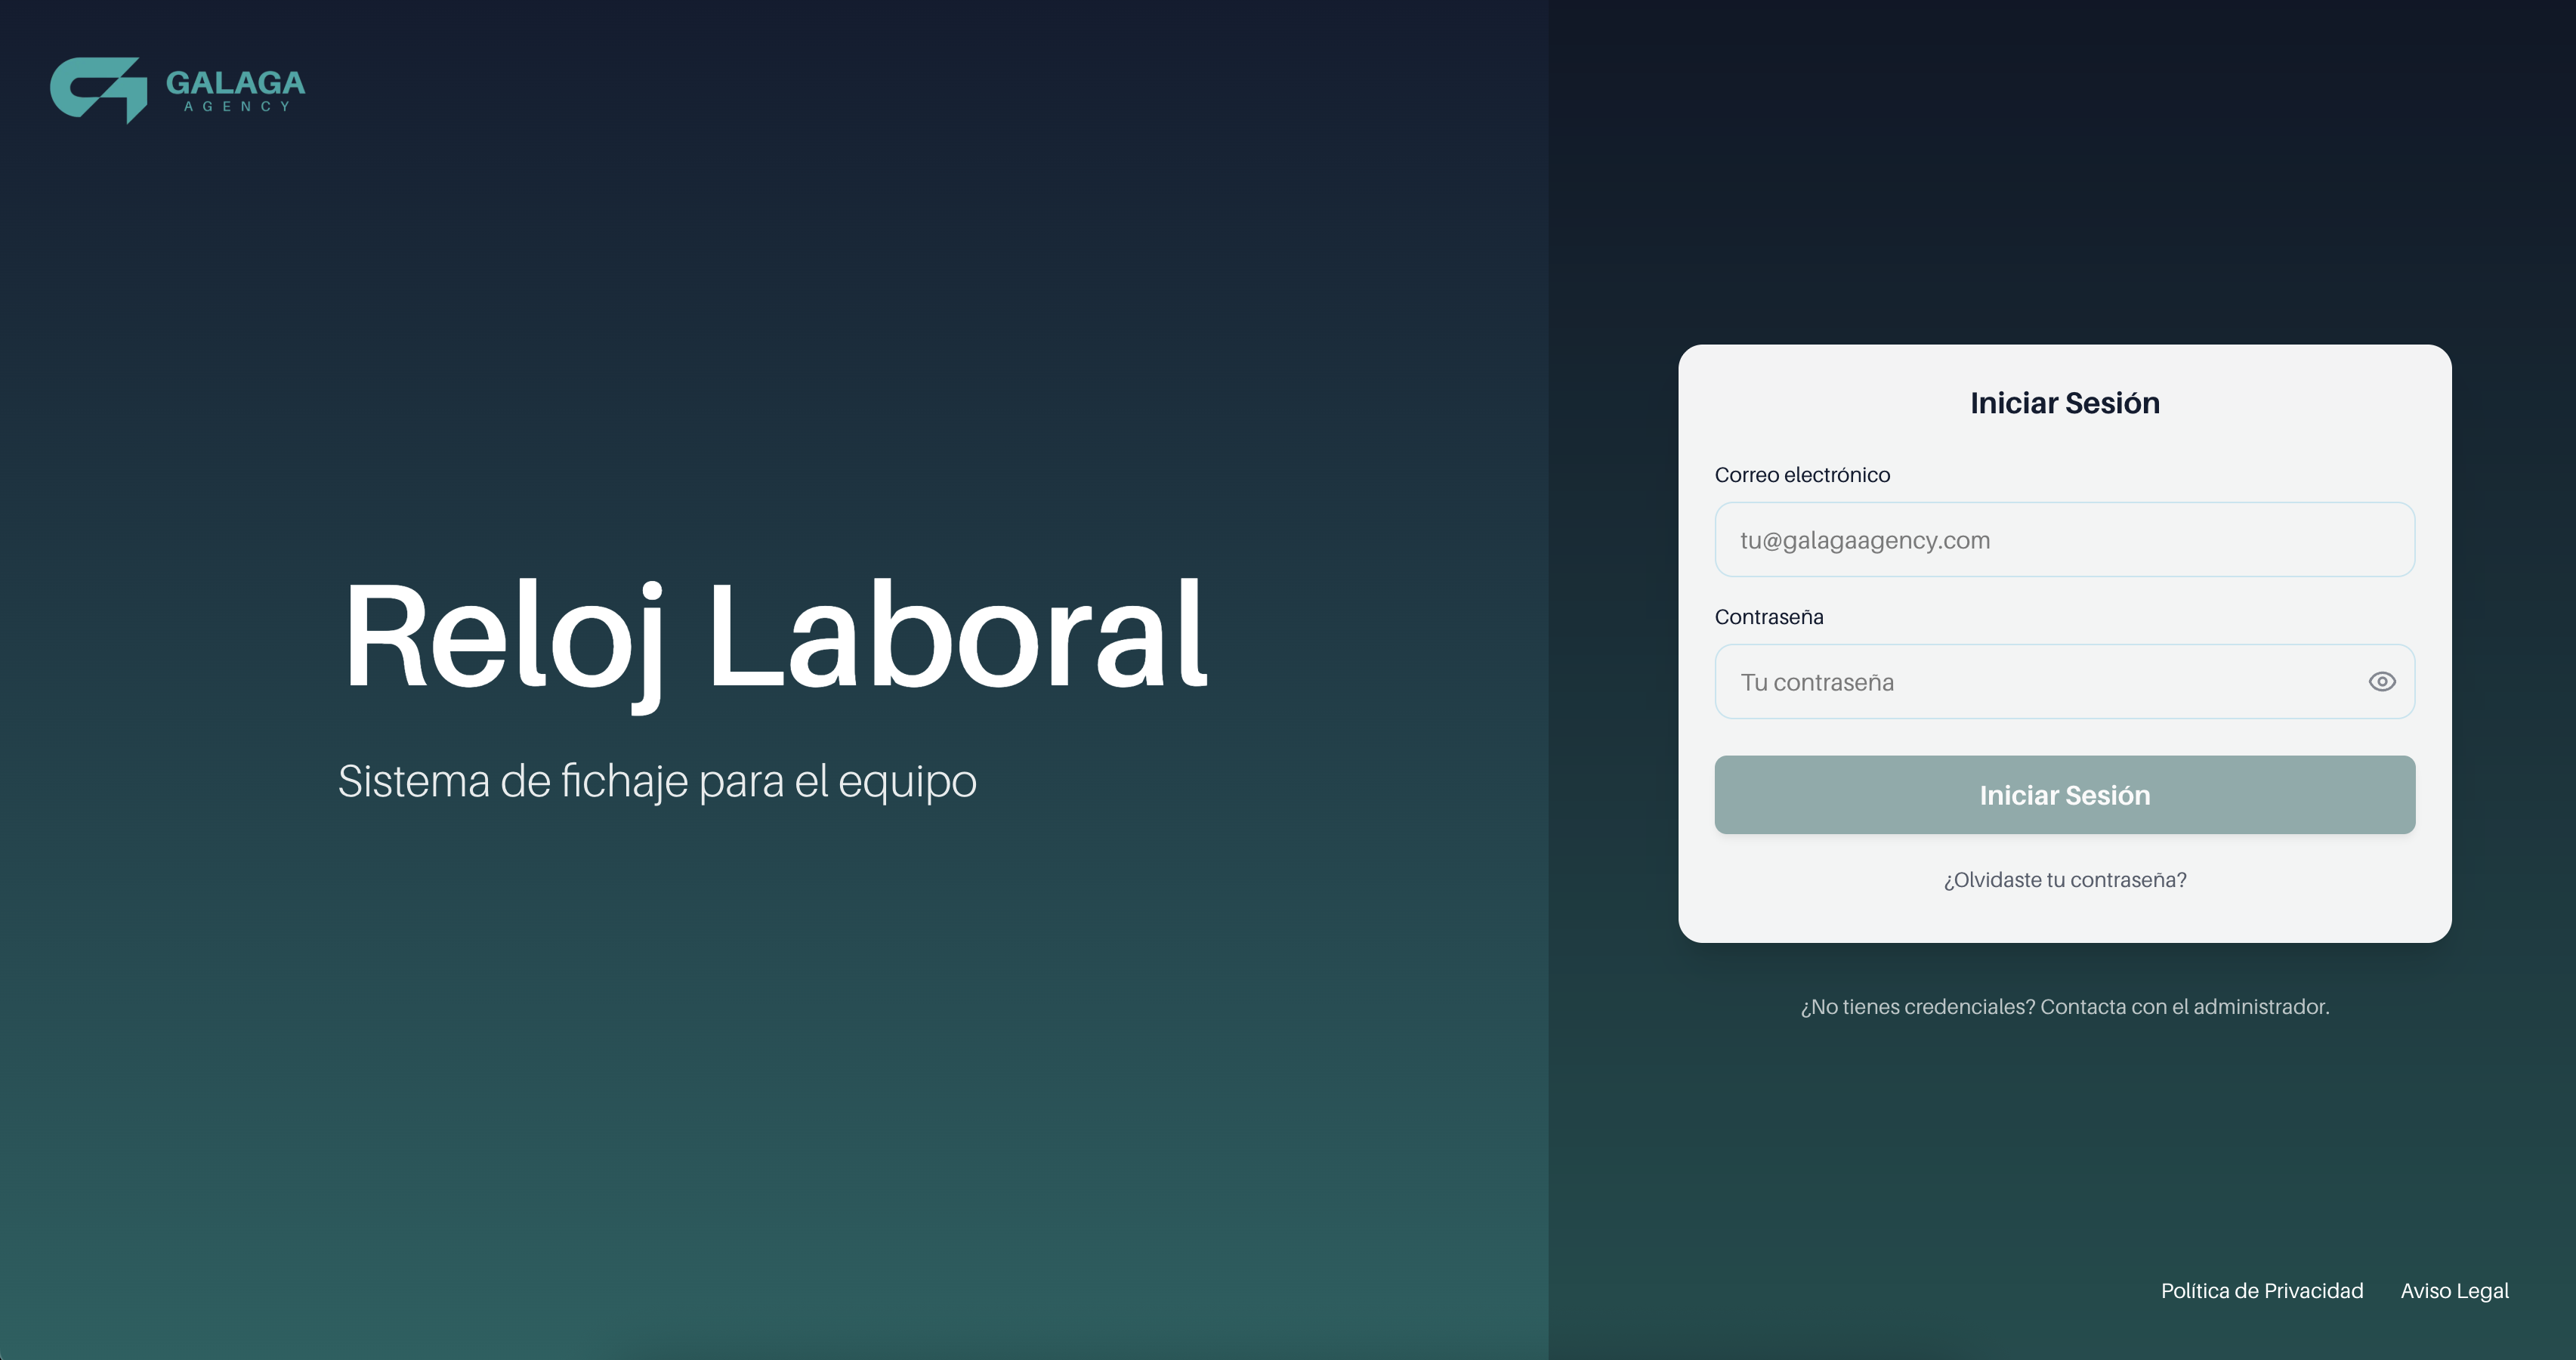 GALAGA
AGENCY
Reloj Laboral
Sistema de fichaje para el equipo
Iniciar Sesión
Correo electrónico
tu@galagaagency.com
Contraseña
Tu contraseña
Iniciar Sesión
¿Olvidaste tu contraseña?
¿No tienes credenciales? Contacta con el administrador.
Política de Privacidad Aviso Legal